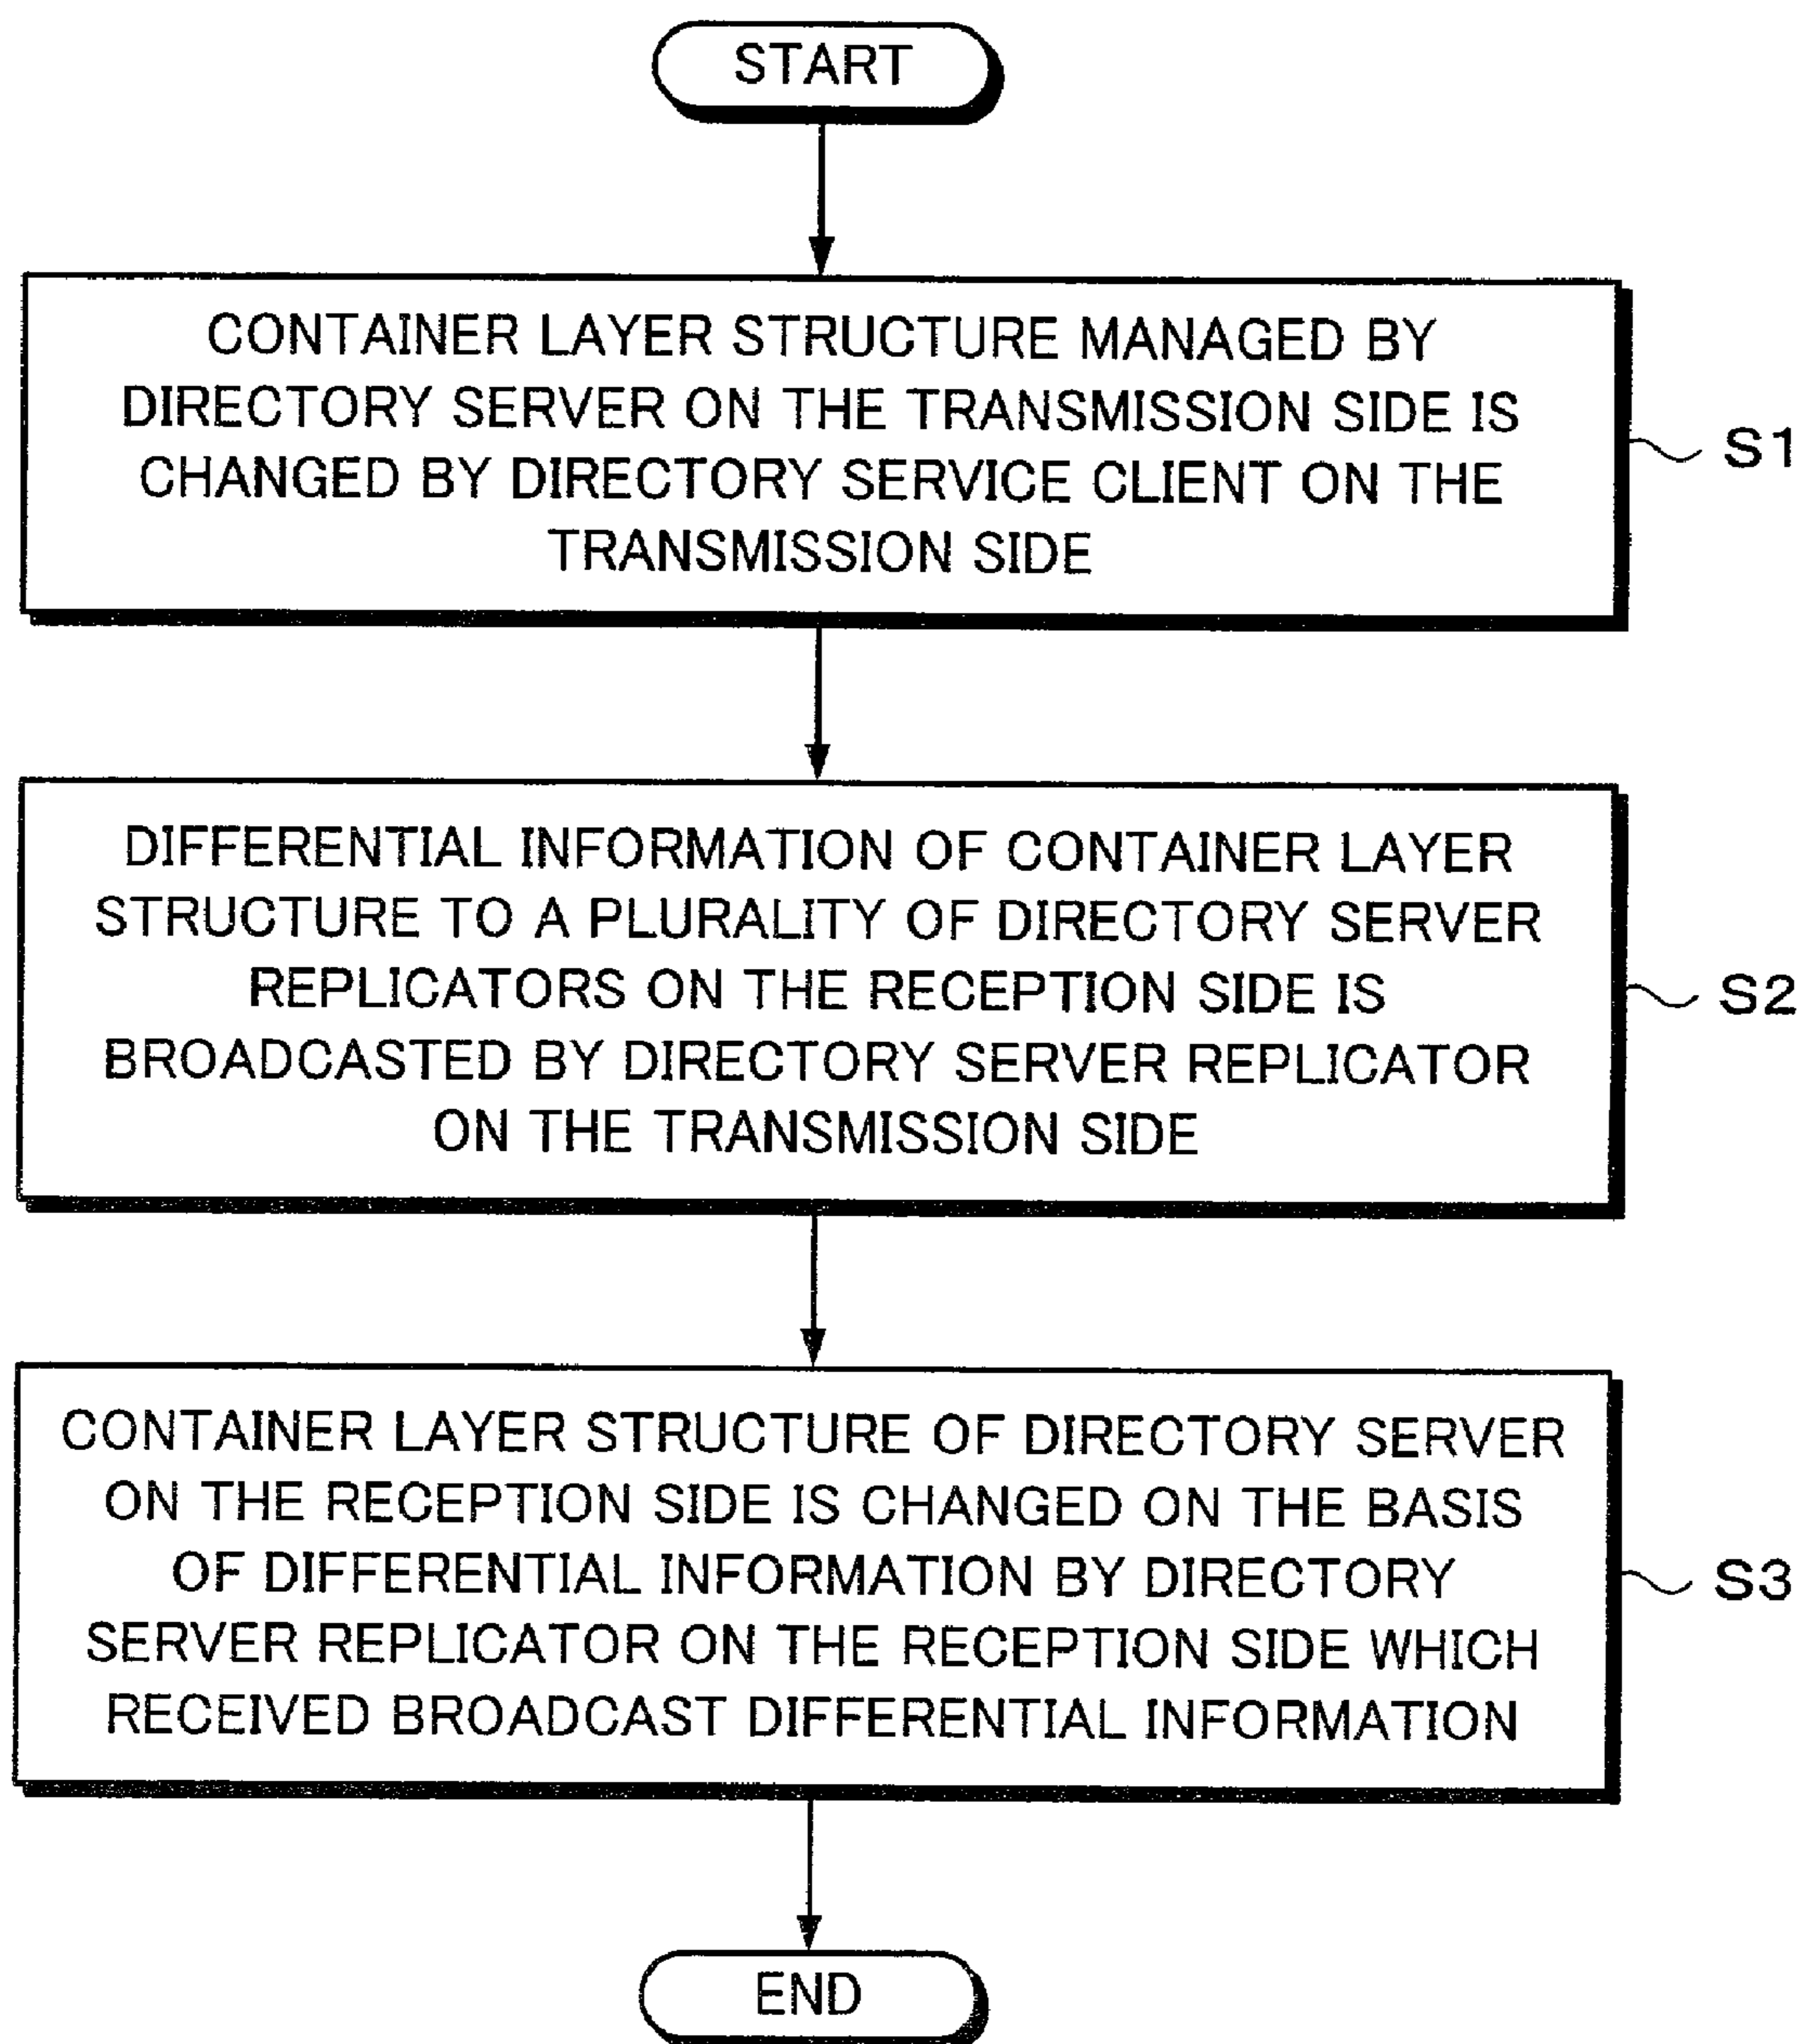 START
CONTAINER LAYER STRUCTURE MANAGED BY
DIRECTORY SERVER ON THE TRANSMISSION SIDE IS
CHANGED BY DIRECTORY SERVICE CLIENT ON THE
TRANSMISSION SIDE
S1
DIFFERENTIAL INFORMATION OF CONTAINER LAYER
STRUCTURE TO A PLURALITY OF DIRECTORY SERVER
REPLICATORS ON THE RECEPTION SIDE IS
BROADCASTED BY DIRECTORY SERVER REPLICATOR
ON THE TRANSMISSION SIDE
S2
CONTAINER LAYER STRUCTURE OF DIRECTORY SERVER
ON THE RECEPTION SIDE IS CHANGED ON THE BASIS
OF DIFFERENTIAL INFORMATION BY DIRECTORY
SERVER REPLICATOR ON THE RECEPTION SIDE WHICH
RECEIVED BROADCAST DIFFERENTIAL INFORMATION
S3
END